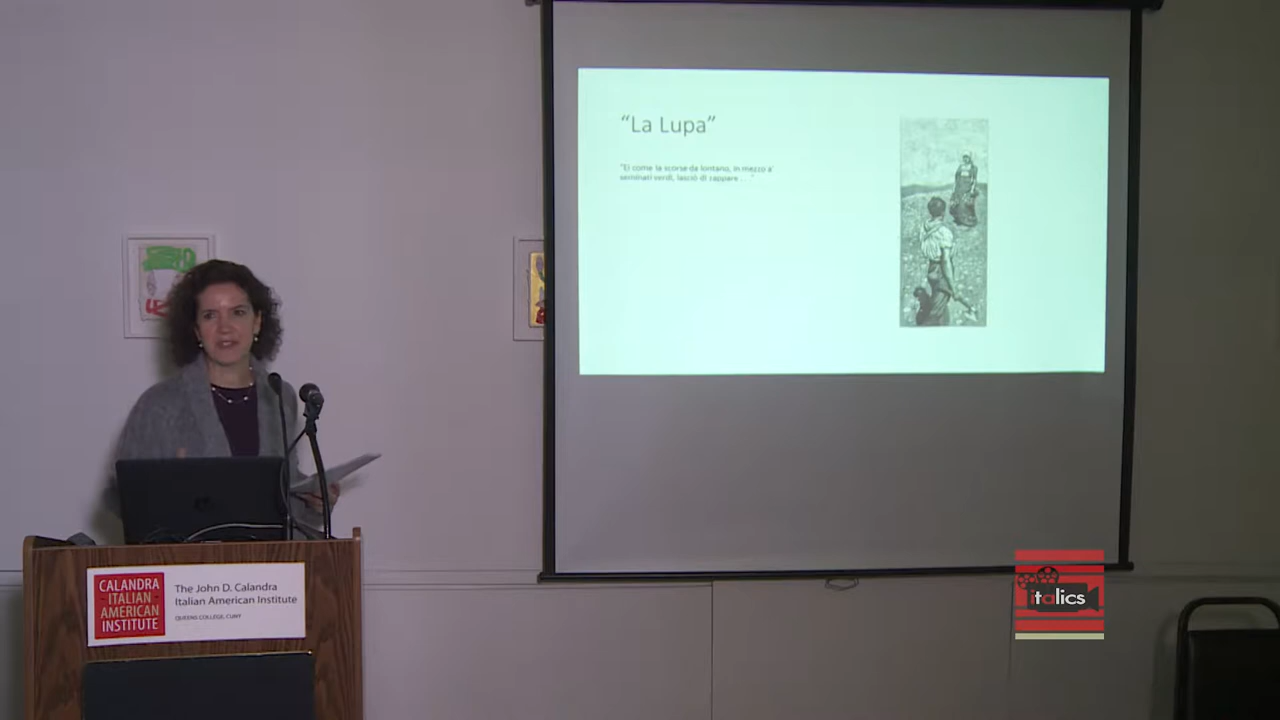 “La Lupa”
“Ei come la scorse da lontano, in mezzo a'
seminati verdi, lasciò di zappare . . .”
CALANDRA
ITALIAN
AMERICAN
INSTITUTE
The John D. Calandra
Italian American Institute
QUEENS COLLEGE, CUNY
italics